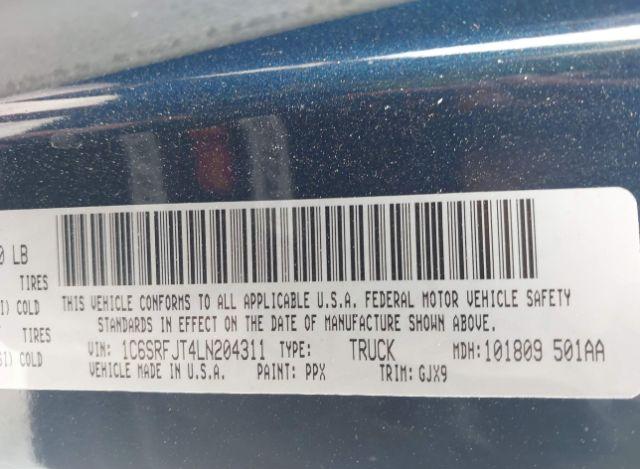 0 LB
TIRES
I) COLD
TIRES
SI) COLD
THIS VEHICLE CONFORMS TO ALL APPLICABLE U.S.A. FEDERAL MOTOR VEHICLE SAFETY
STANDARDS IN EFFECT ON THE DATE OF MANUFACTURE SHOWN ABOVE.
VIN: 1C6SRFJT4LN204311 TYPE: TRUCK MDH:101809 501AA
VEHICLE MADE IN U.S.A. PAINT: PPX TRIM: GJX9